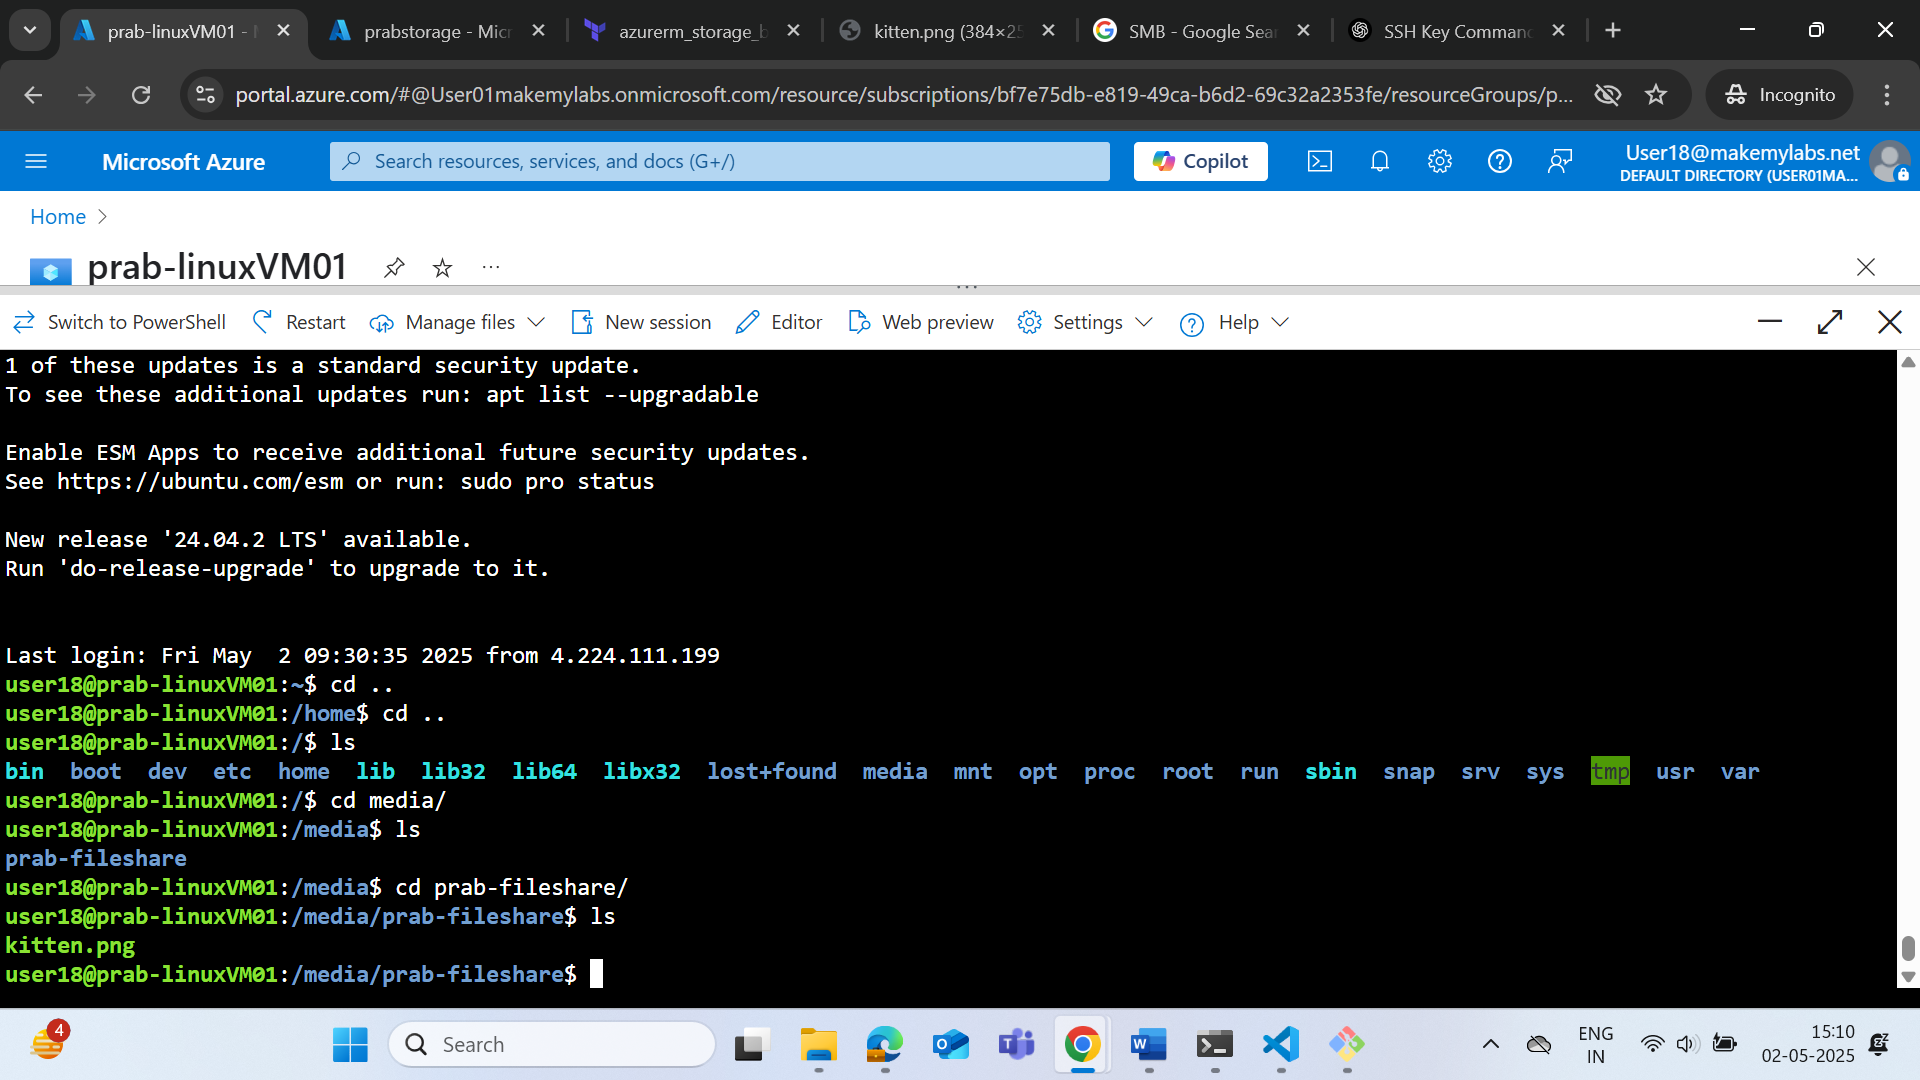 prab-linuxVM01 - M
prabstorage - Micr
azurerm_storage_b
kitten.png (384×25
SMB - Google Sear
SSH Key Command
portal.azure.com/#@User01makemylabs.onmicrosoft.com/resource/subscriptions/bf7e75db-e819-49ca-b6d2-69c32a2353fe/resourceGroups/p...
Incognito
Microsoft Azure
Search resources, services, and docs (G+/)
Copilot
User18@makemylabs.net
DEFAULT DIRECTORY (USER01MA...
Home >
prab-linuxVM01
Switch to PowerShell
Restart
Manage files
New session
Editor
Web preview
Settings
Help
1 of these updates is a standard security update.
To see these additional updates run: apt list --upgradable
Enable ESM Apps to receive additional future security updates.
See https://ubuntu.com/esm or run: sudo pro status
New release '24.04.2 LTS' available.
Run 'do-release-upgrade' to upgrade to it.
Last login: Fri May  2 09:30:35 2025 from 4.224.111.199
user18@prab-linuxVM01:~$ cd ..
user18@prab-linuxVM01:/home$ cd ..
user18@prab-linuxVM01:/$ ls
bin  boot  dev  etc  home  lib  lib32  lib64  libx32  lost+found  media  mnt  opt  proc  root  run  sbin  snap  srv  sys  tmp  usr  var
user18@prab-linuxVM01:/$ cd media/
user18@prab-linuxVM01:/media$ ls
prab-fileshare
user18@prab-linuxVM01:/media$ cd prab-fileshare/
user18@prab-linuxVM01:/media/prab-fileshare$ ls
kitten.png
user18@prab-linuxVM01:/media/prab-fileshare$
4
Search
ENG
IN
15:10
02-05-2025